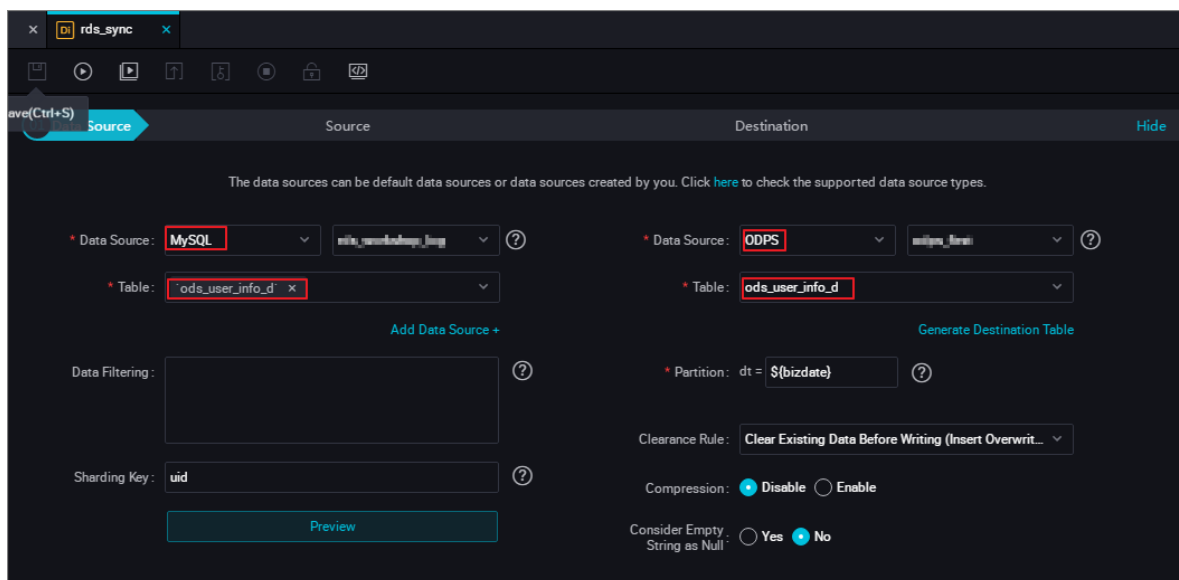 Di rds_sync
ave(Ctrl+S)
Source
Source
Destination
Hide
The data sources can be default data sources or data sources created by you. Click here to check the supported data source types.
* Data Source: MySQL
* Table: `ods_user_info_d`
Add Data Source +
Data Filtering:
Sharding Key: uid
Preview
* Data Source: ODPS
* Table: ods_user_info_d
Generate Destination Table
* Partition: dt = ${bizdate}
Clearance Rule: Clear Existing Data Before Writing (Insert Overwrit...
Compression: Disable Enable
Consider Empty
String as Null: Yes No